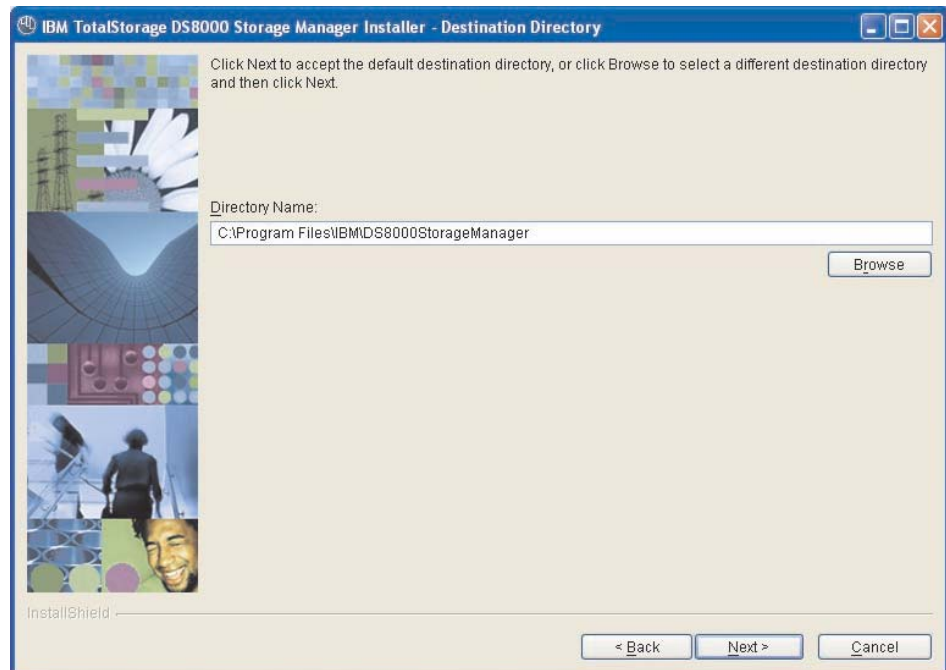 IBM TotalStorage DS8000 Storage Manager Installer - Destination Directory
Click Next to accept the default destination directory, or click Browse to select a different destination directory
and then click Next.
Directory Name:
C:\Program Files\IBM\DS8000StorageManager
Browse
InstallShield
< Back
Next >
Cancel